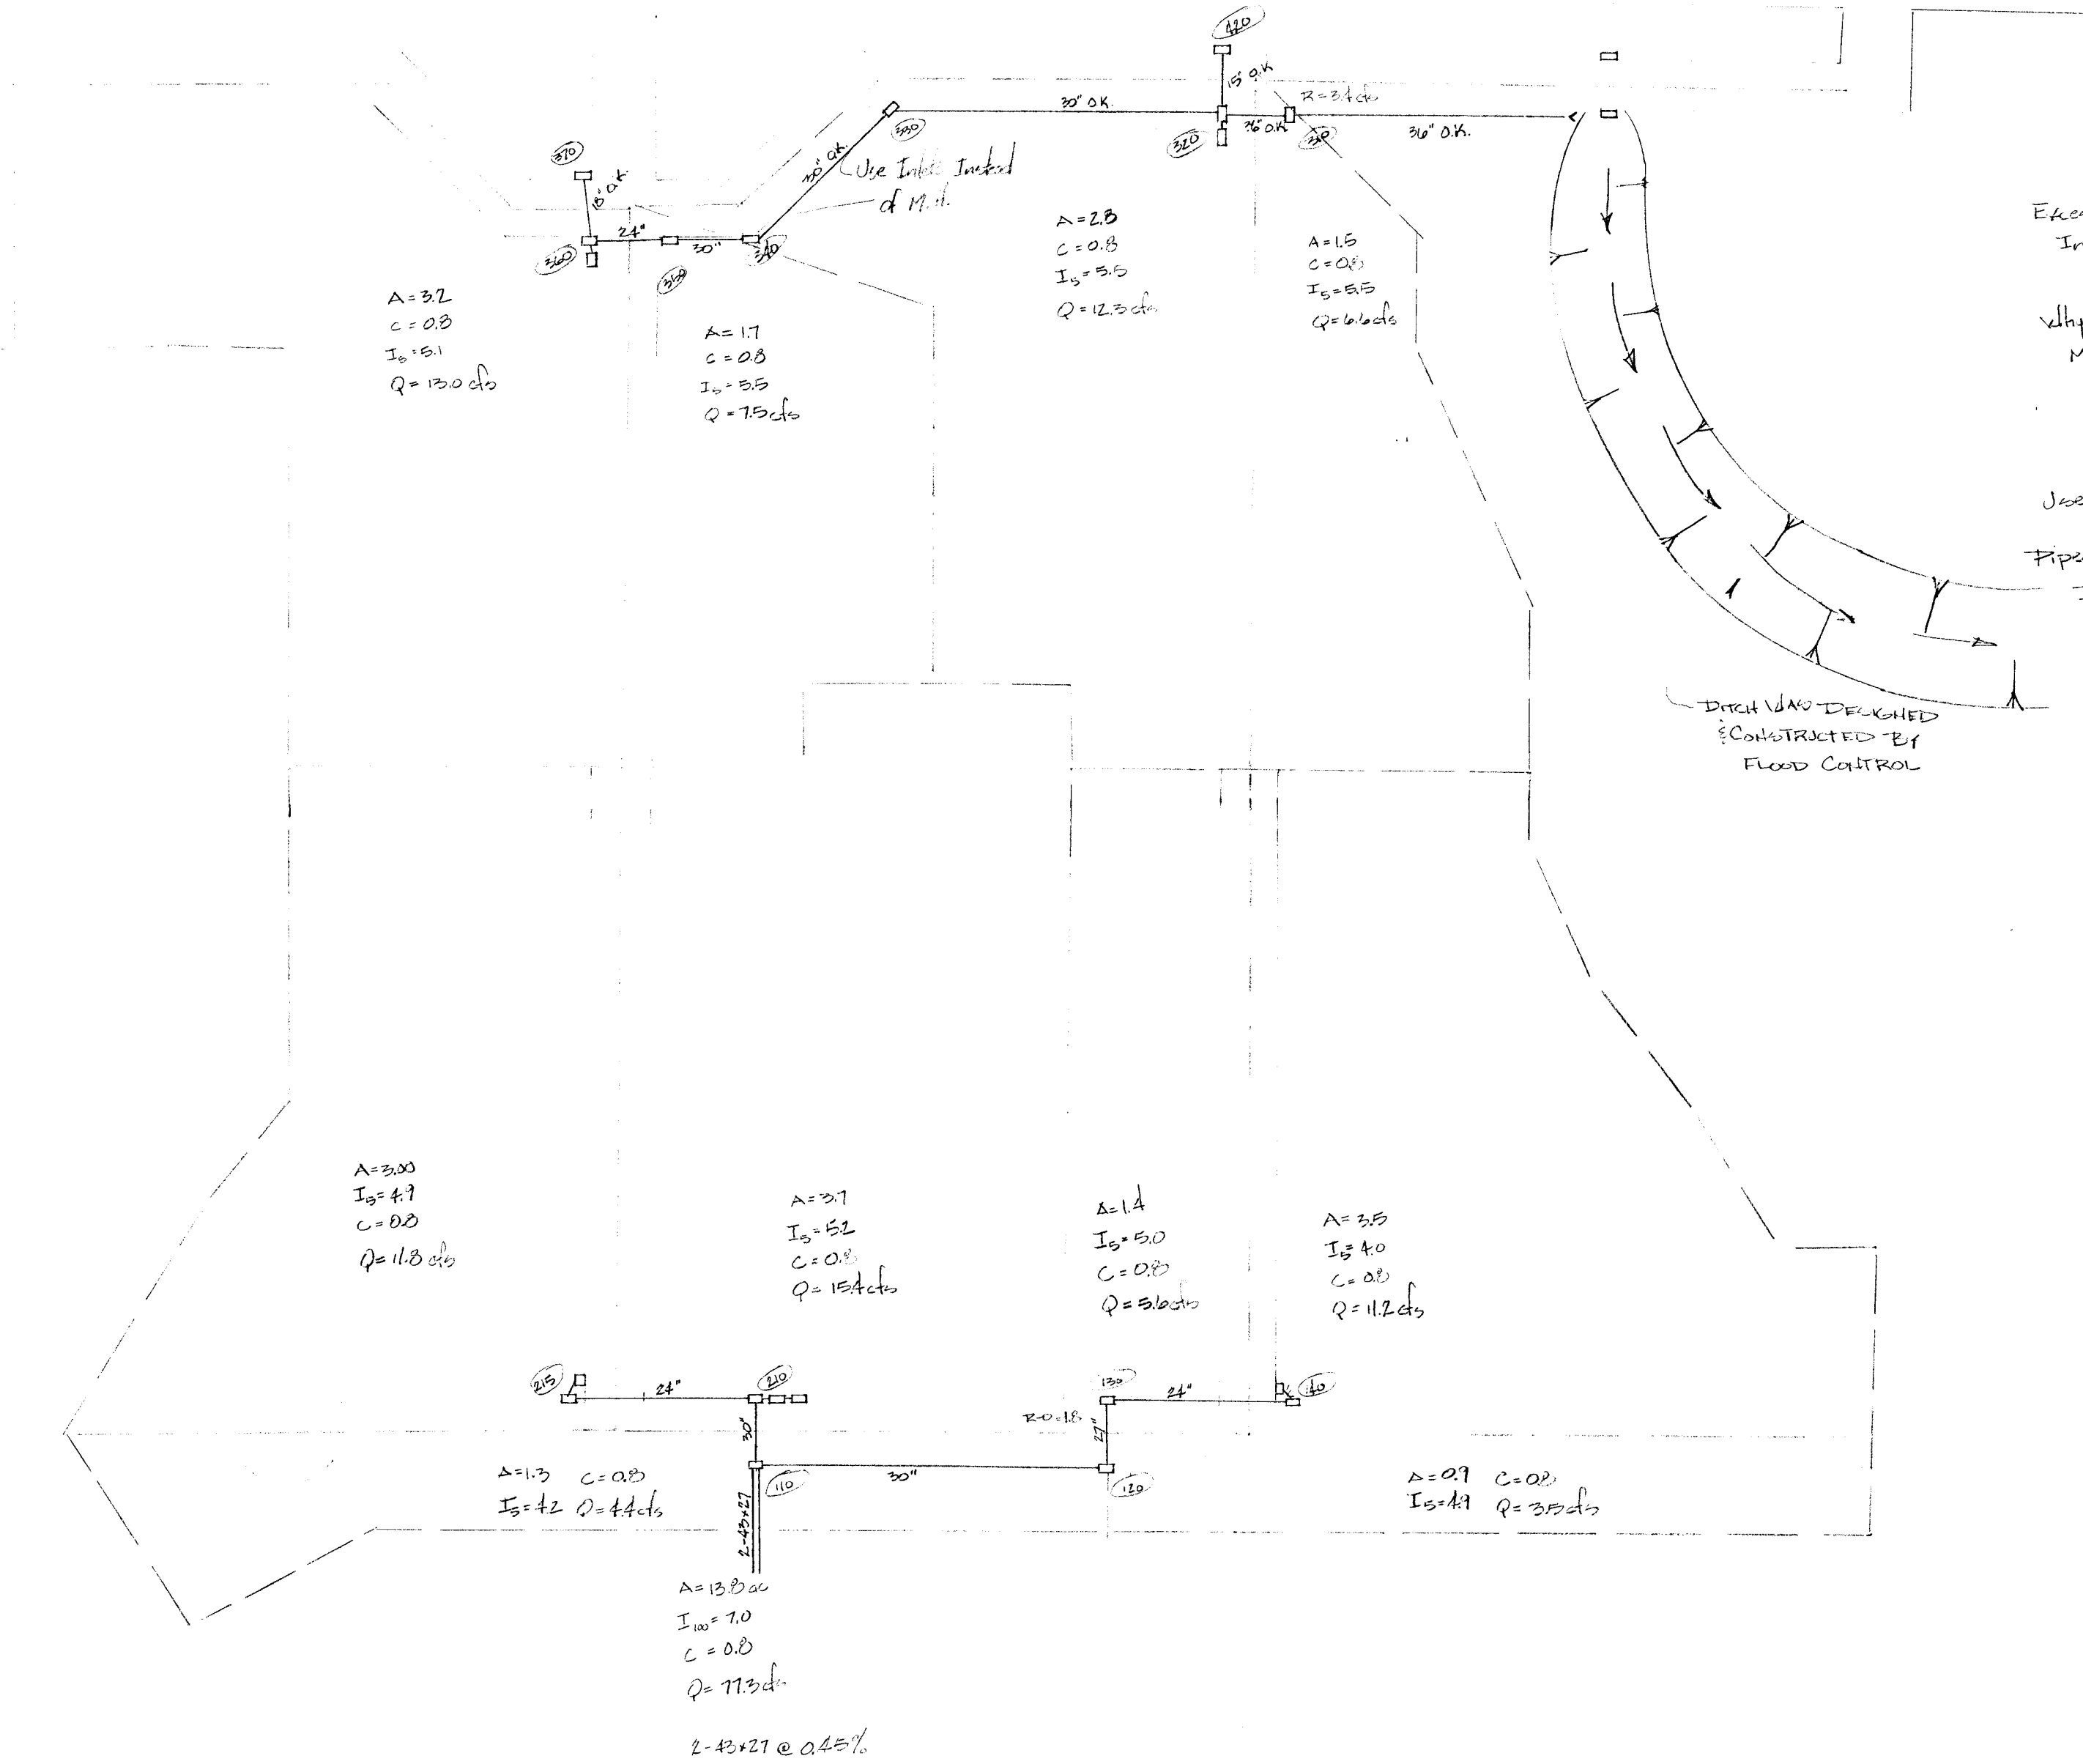 420
15" O.K.
30" O.K.
R=3.4 cfs
330
320
36" O.K.
310
36" O.K.
370
30" O.K.
Use Inlet Instead
of M.H.
18" O.K.
24"
30"
360
340
350
A=3.2
C=0.8
I5=5.1
Q=13.0 cfs
A=1.7
C=0.8
I5=5.5
Q=7.5 cfs
A=2.8
C=0.8
I5=5.5
Q=12.3 cfs
A=1.5
C=0.8
I5=5.5
Q=6.6 cfs
Use
DITCH WAS DESIGNED
& CONSTRUCTED BY
FLOOD CONTROL
A=3.00
I5=4.9
C=0.8
Q=11.8 cfs
A=3.7
I5=5.2
C=0.8
Q=15.4 cfs
A=1.4
I5=5.0
C=0.8
Q=5.6 cfs
A=3.5
I5=4.0
C=0.8
Q=11.2 cfs
215
24"
210
130
24"
140
30"
R-O=1.8
27"
110
30"
120
A=1.3 C=0.8
I5=4.2 Q=4.4 cfs
2-43x27
A=0.9 C=0.8
I5=4.9 Q=3.5 cfs
A=13.8 ac
I100=7.0
C=0.8
Q=77.3 cfs
2-43x27 @ 0.45%